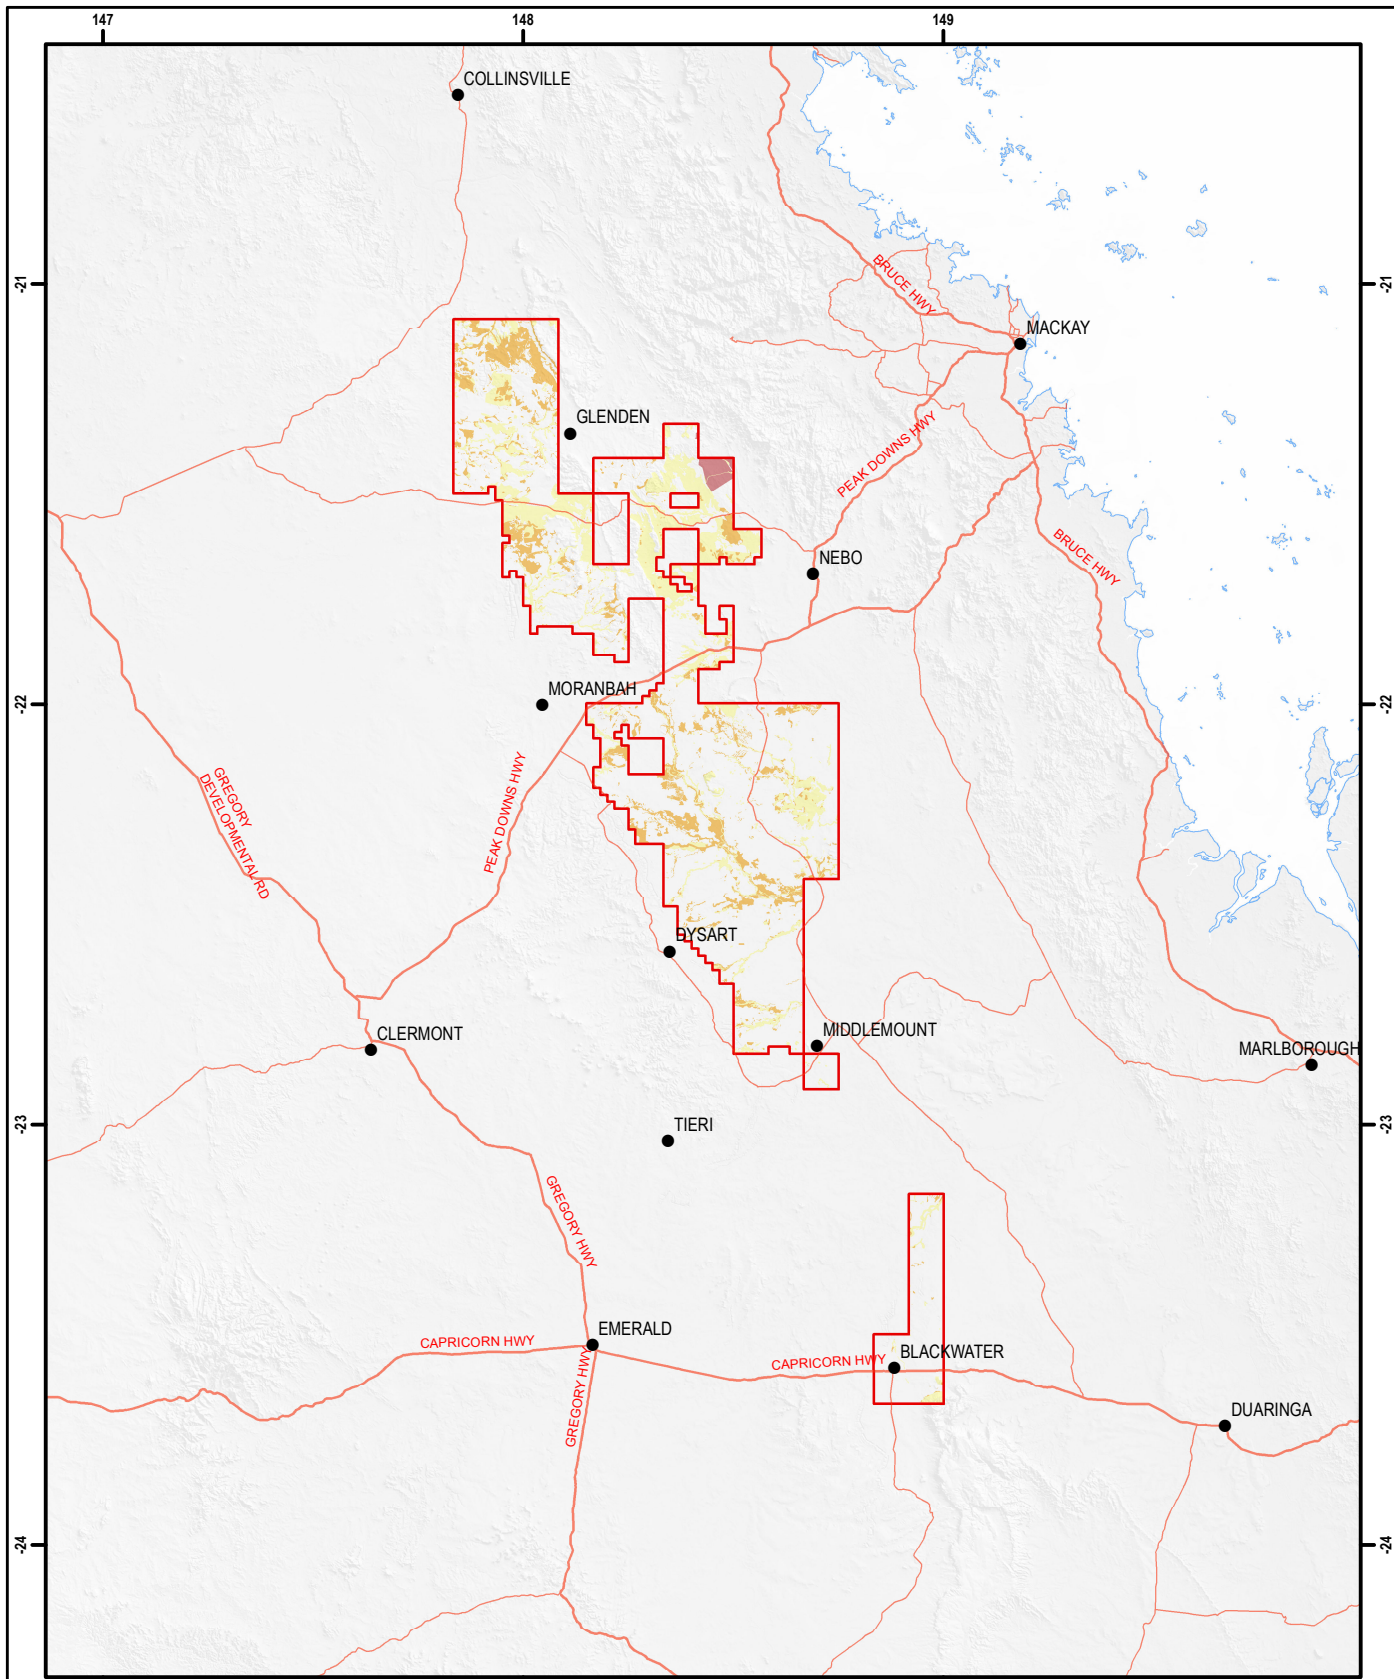 147
148
149
COLLINSVILLE
-21
-21
BRUCE HWY
MACKAY
GLENDEN
PEAK DOWNS HWY
NEBO
BRUCE HWY
MORANBAH
-22
-22
GREGORY
DEVELOPMENTAL RD
PEAK DOWNS HWY
DYSART
CLERMONT
MIDDLEMOUNT
MARLBOROUGH
TIERI
-23
-23
GREGORY HWY
EMERALD
CAPRICORN HWY
BLACKWATER
CAPRICORN HWY
GREGORY HWY
DUARINGA
-24
-24